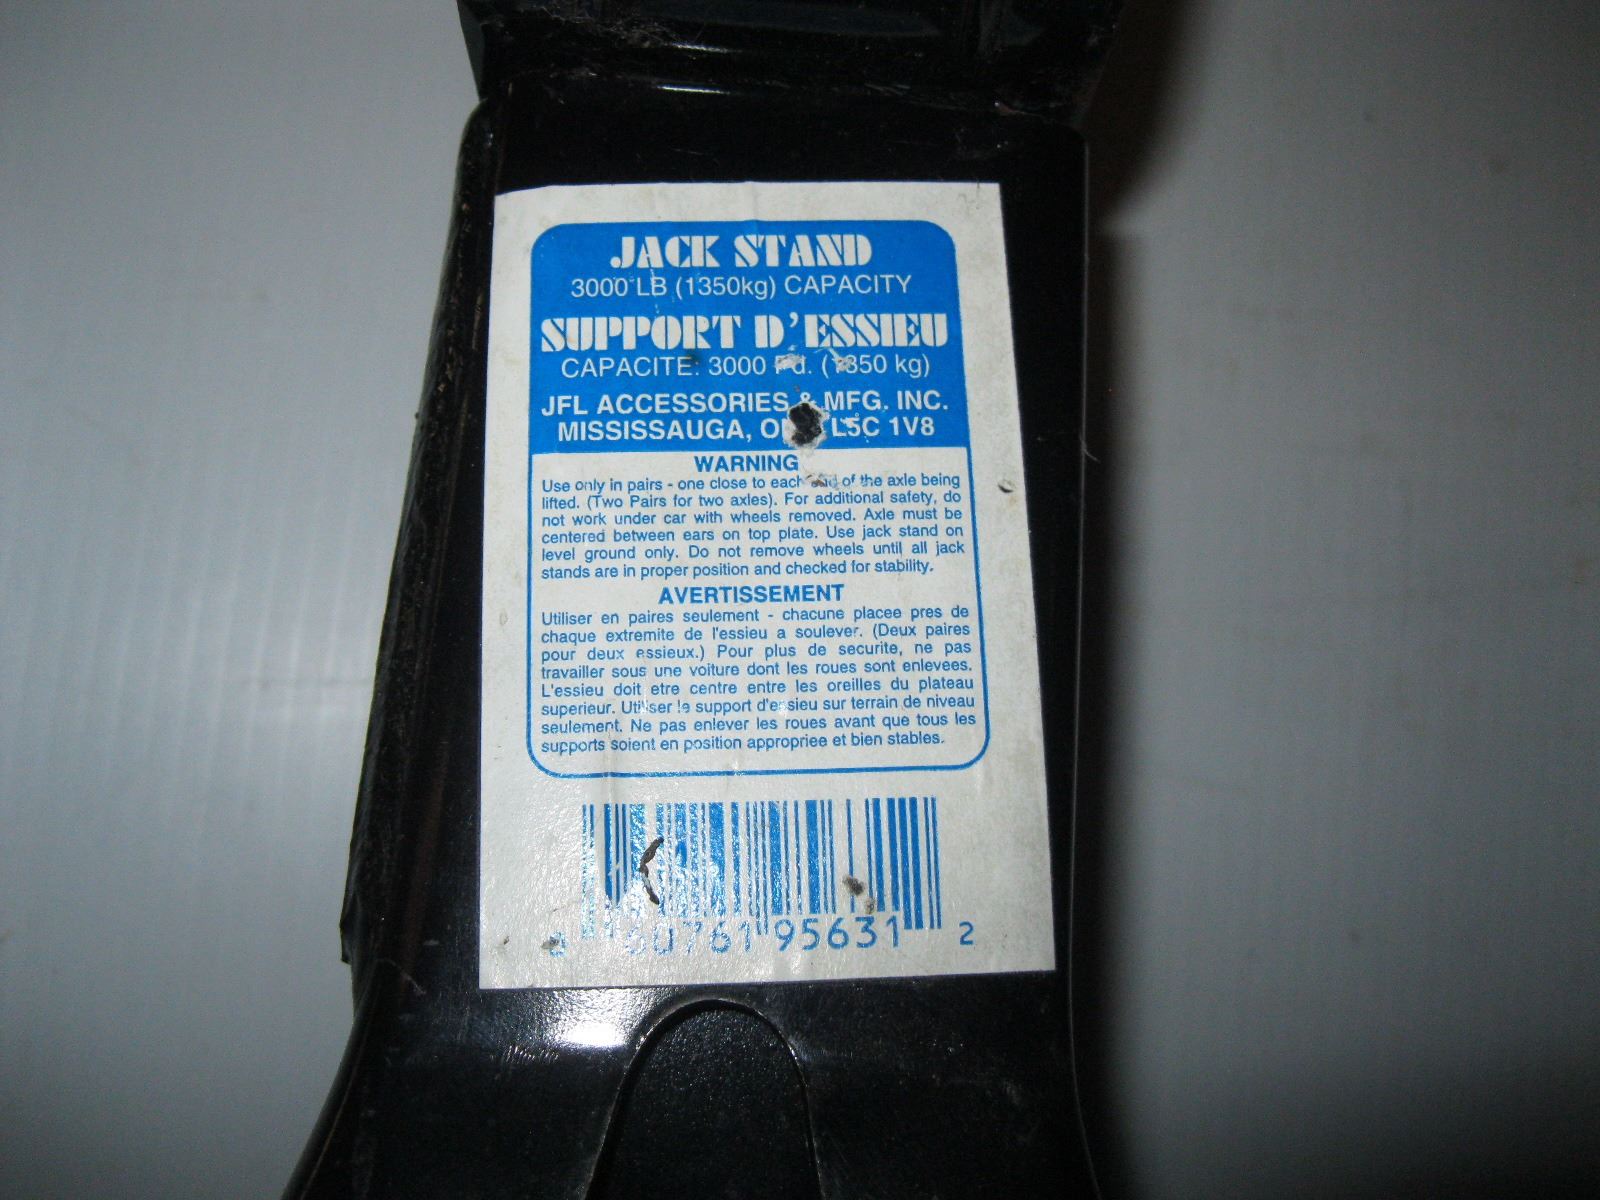 JACK STAND
3000 LB (1350kg) CAPACITY
SUPPORT D'ESSIEU
CAPACITE: 3000 Pd. (1350 kg)
JFL ACCESSORIES & MFG. INC.
MISSISSAUGA, L5C 1V8
WARNING
Use only in pairs - one close to each end of the axle being
lifted. (Two Pairs for two axles). For additional safety, do
not work under car with wheels removed. Axle must be
centered between ears on top plate. Use jack stand on
level ground only. Do not remove wheels until all jack
stands are in proper position and checked for stability.
AVERTISSEMENT
Utiliser en paires seulement - chacune placee pres de
chaque extremite de l'essieu a soulever. (Deux paires
pour deux essieux.) Pour plus de securite, ne pas
travailler sous une voiture dont les roues sont enlevees.
L'essieu doit etre centre entre les oreilles du plateau
superieur. Utiliser le support d'essieu sur terrain de niveau
seulement. Ne pas enlever les roues avant que tous les
supports soient en position appropriee et bien stables.
60761 95631 2